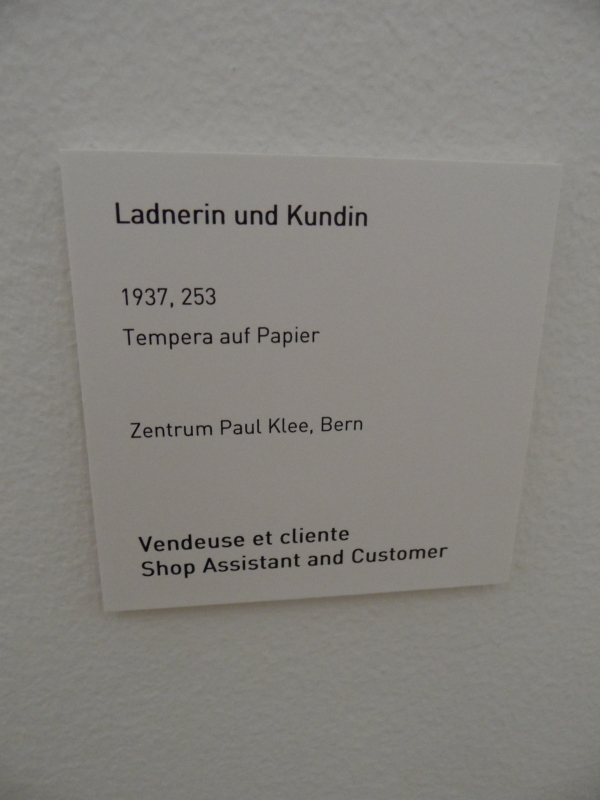 Ladnerin und Kundin
1937, 253
Tempera auf Papier
Zentrum Paul Klee, Bern
Vendeuse et cliente
Shop Assistant and Customer